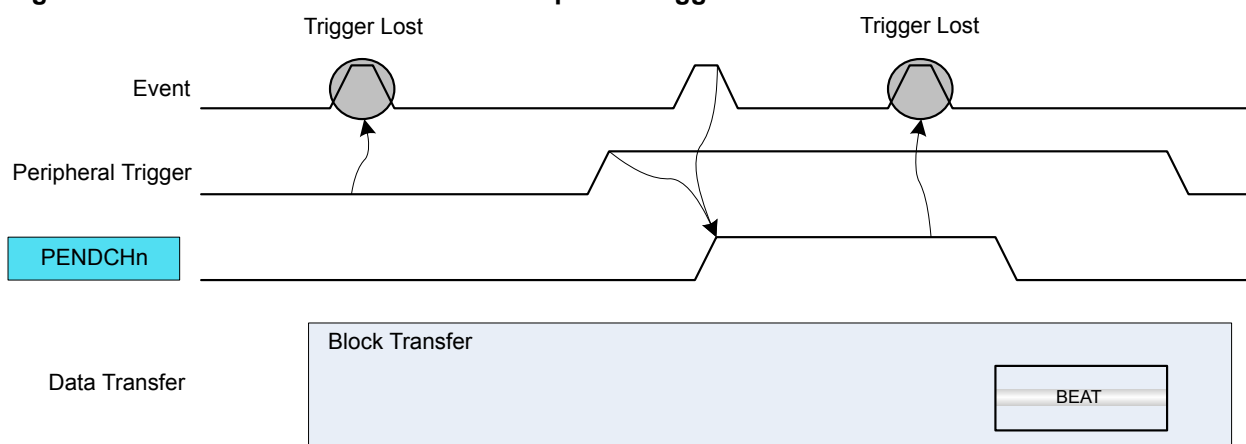 Trigger Lost
Trigger Lost
Event
Peripheral Trigger
PENDCHn
Block Transfer
Data Transfer
BEAT